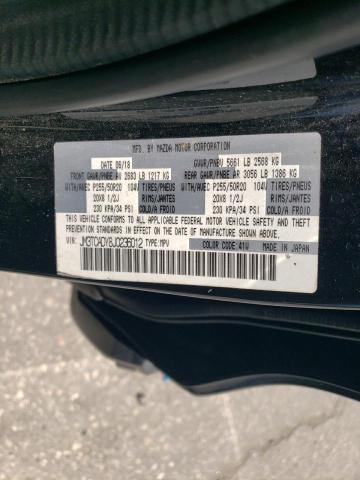 MFD. BY MAZDA MOTOR CORPORATION
DATE 06/18 GVWR/PNBV 5661 LB 2568 KG
FRONT GAWR/PNBE AV 2683 LB 1217 KG REAR GAWR/PNBE AR 3056 LB 1386 KG
WITH/AVEC P255/50R20 104V TIRES/PNEUS WITH/AVEC P255/50R20 104V TIRES/PNEUS
20X8 1/2J RIMS/JANTES 20X8 1/2J RIMS/JANTES
230 KPA/34 PSI COLD/A FROID 230 KPA/34 PSI COLD/A FROID
THIS VEHICLE CONFORMS TO ALL APPLICABLE FEDERAL MOTOR VEHICLE SAFETY, BUMPER, AND THEFT
PREVENTION STANDARDS IN EFFECT ON THE DATE OF MANUFACTURE SHOWN ABOVE.
VIN: JM3TCADY8J0236012 TYPE:MPV COLOR CODE: 41W MADE IN JAPAN